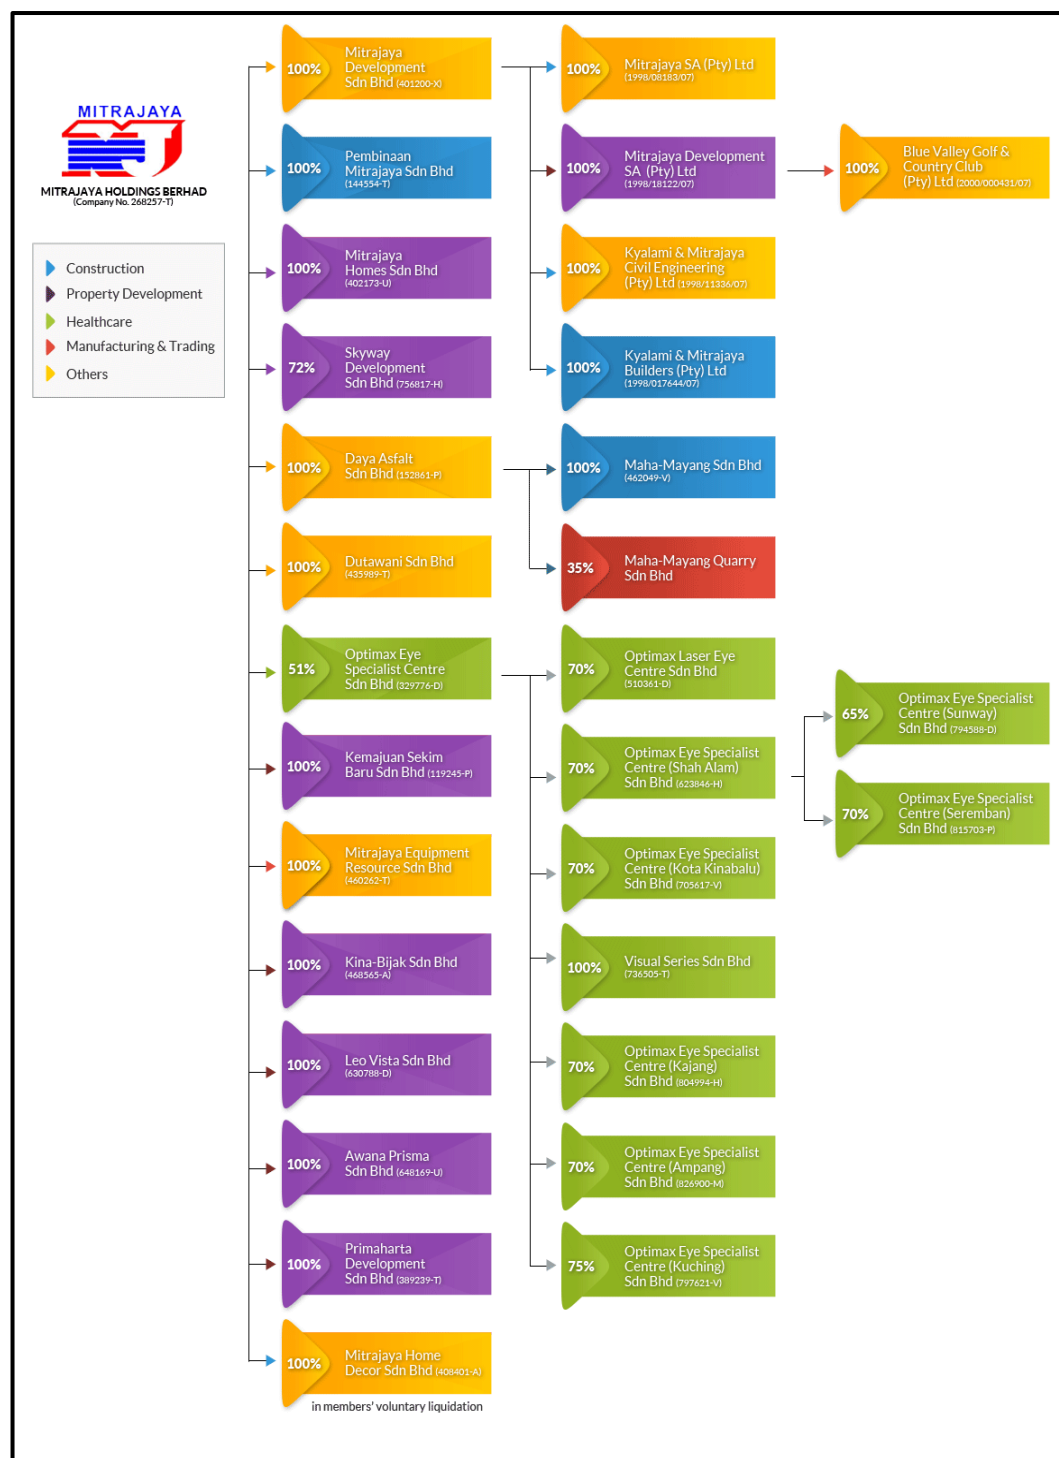 MITRAJAYA
MITRAJAYA HOLDINGS BERHAD
(Company No. 268257-T)
Construction
Property Development
Healthcare
Manufacturing & Trading
Others
100%
Mitrajaya
Development
Sdn Bhd (401200-X)
100%
Pembinaan
Mitrajaya Sdn Bhd
(144554-T)
100%
Mitrajaya
Homes Sdn Bhd
(402173-U)
72%
Skyway
Development
Sdn Bhd (756817-H)
100%
Daya Asfalt
Sdn Bhd (152861-P)
100%
Dutawani Sdn Bhd
(435989-T)
51%
Optimax Eye
Specialist Centre
Sdn Bhd (329776-D)
100%
Kemajuan Sekim
Baru Sdn Bhd (119245-P)
100%
Mitrajaya Equipment
Resource Sdn Bhd
(460262-T)
100%
Kina-Bijak Sdn Bhd
(468565-A)
100%
Leo Vista Sdn Bhd
(630788-D)
100%
Awana Prisma
Sdn Bhd (648169-U)
100%
Primaharta
Development
Sdn Bhd (389239-T)
100%
Mitrajaya Home
Decor Sdn Bhd (408401-A)
in members' voluntary liquidation
100%
Mitrajaya SA (Pty) Ltd
(1998/08183/07)
100%
Mitrajaya Development
SA (Pty) Ltd
(1998/18122/07)
100%
Kyalami & Mitrajaya
Civil Engineering
(Pty) Ltd (1998/11336/07)
100%
Kyalami & Mitrajaya
Builders (Pty) Ltd
(1998/017644/07)
100%
Maha-Mayang Sdn Bhd
(462049-V)
35%
Maha-Mayang Quarry
Sdn Bhd
70%
Optimax Laser Eye
Centre Sdn Bhd
(510361-D)
70%
Optimax Eye Specialist
Centre (Shah Alam)
Sdn Bhd (623846-H)
70%
Optimax Eye Specialist
Centre (Kota Kinabalu)
Sdn Bhd (705617-V)
100%
Visual Series Sdn Bhd
(736505-T)
70%
Optimax Eye Specialist
Centre (Kajang)
Sdn Bhd (804994-H)
70%
Optimax Eye Specialist
Centre (Ampang)
Sdn Bhd (826900-M)
75%
Optimax Eye Specialist
Centre (Kuching)
Sdn Bhd (797621-V)
100%
Blue Valley Golf &
Country Club
(Pty) Ltd (2000/000431/07)
65%
Optimax Eye Specialist
Centre (Sunway)
Sdn Bhd (794588-D)
70%
Optimax Eye Specialist
Centre (Seremban)
Sdn Bhd (815703-P)